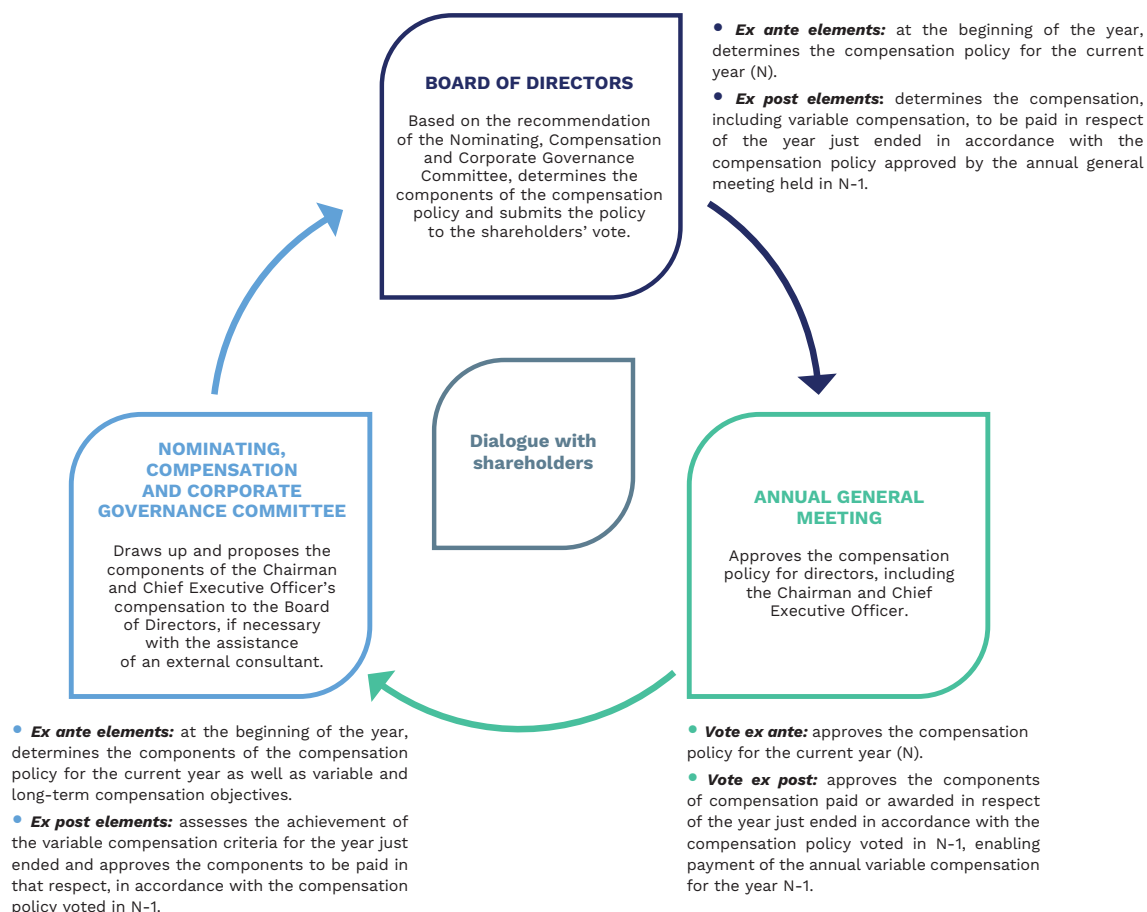 BOARD OF DIRECTORS
Based on the recommendation
of the Nominating, Compensation
and Corporate Governance
Committee, determines the
components of the compensation
policy and submits the policy
to the shareholders’ vote.
• Ex ante elements: at the beginning of the year,
determines the compensation policy for the current
year (N).
• Ex post elements: determines the compensation,
including variable compensation, to be paid in respect
of the year just ended in accordance with the
compensation policy approved by the annual general
meeting held in N-1.
Dialogue with
shareholders
NOMINATING,
COMPENSATION
AND CORPORATE
GOVERNANCE COMMITTEE
Draws up and proposes the
components of the Chairman
and Chief Executive Officer’s
compensation to the Board
of Directors, if necessary
with the assistance
of an external consultant.
ANNUAL GENERAL
MEETING
Approves the compensation
policy for directors, including
the Chairman and Chief
Executive Officer.
• Ex ante elements: at the beginning of the year,
determines the components of the compensation
policy for the current year as well as variable and
long-term compensation objectives.
• Ex post elements: assesses the achievement of
the variable compensation criteria for the year just
ended and approves the components to be paid in
that respect, in accordance with the compensation
policy voted in N-1.
• Vote ex ante: approves the compensation
policy for the current year (N).
• Vote ex post: approves the components
of compensation paid or awarded in respect
of the year just ended in accordance with the
compensation policy voted in N-1, enabling
payment of the annual variable compensation
for the year N-1.